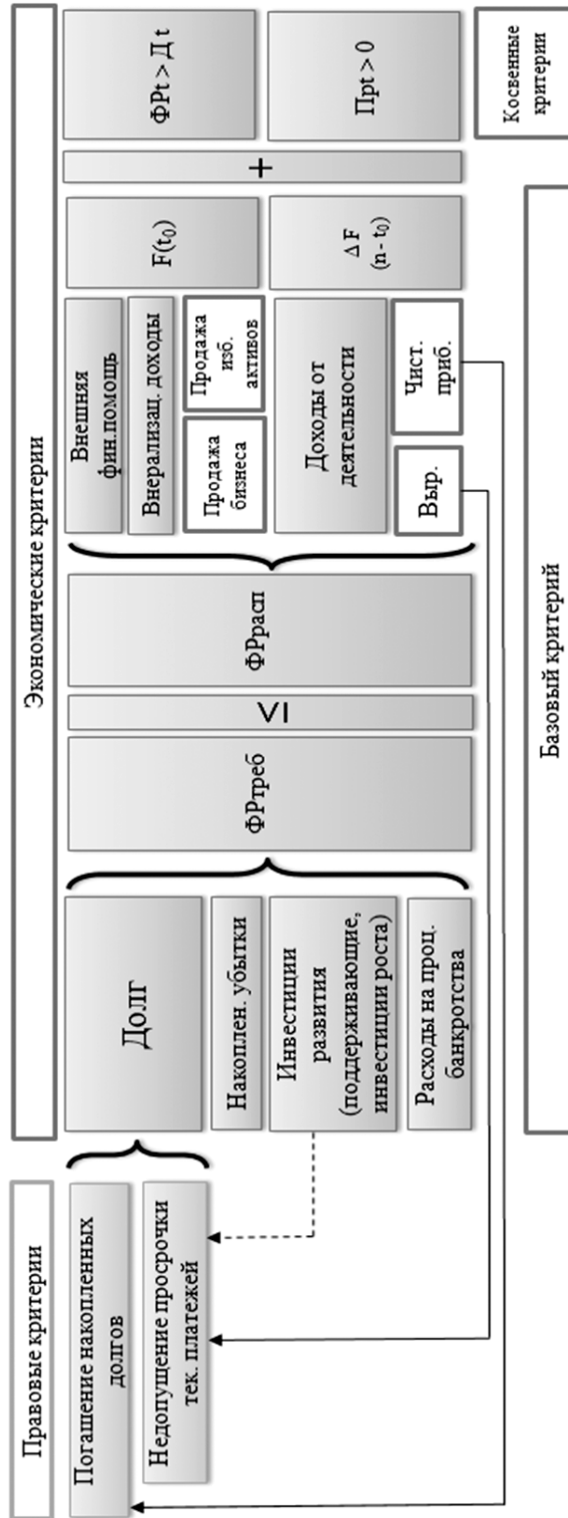 Правовые критерии
Экономические критерии
Погашение накопленных
долгов
Недопущение просрочки
тек. платежей
Долг
Накоплен. убытки
Инвестиции
развития
(поддерживающие,
инвестиции роста)
Расходы на проц.
банкротства
ФРтреб
≤
ФРрасп
Внешняя
фин.помощь
Внерализац. доходы
Продажа
бизнеса
Продажа
изб.
активов
Доходы от
деятельности
Выр.
Чист.
приб.
F(t₀)
Δ F
(n - t₀)
+
ФРt > Д t
Прt > 0
Базовый критерий
Косвенные
критерии